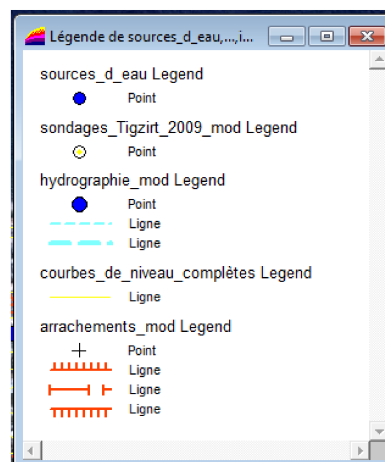 Légende de sources_d_eau,...,i...
sources_d_eau Legend
Point
sondages_Tigzirt_2009_mod Legend
Point
hydrographie_mod Legend
Point
Ligne
Ligne
courbes_de_niveau_complètes Legend
Ligne
arrachements_mod Legend
Point
Ligne
Ligne
Ligne